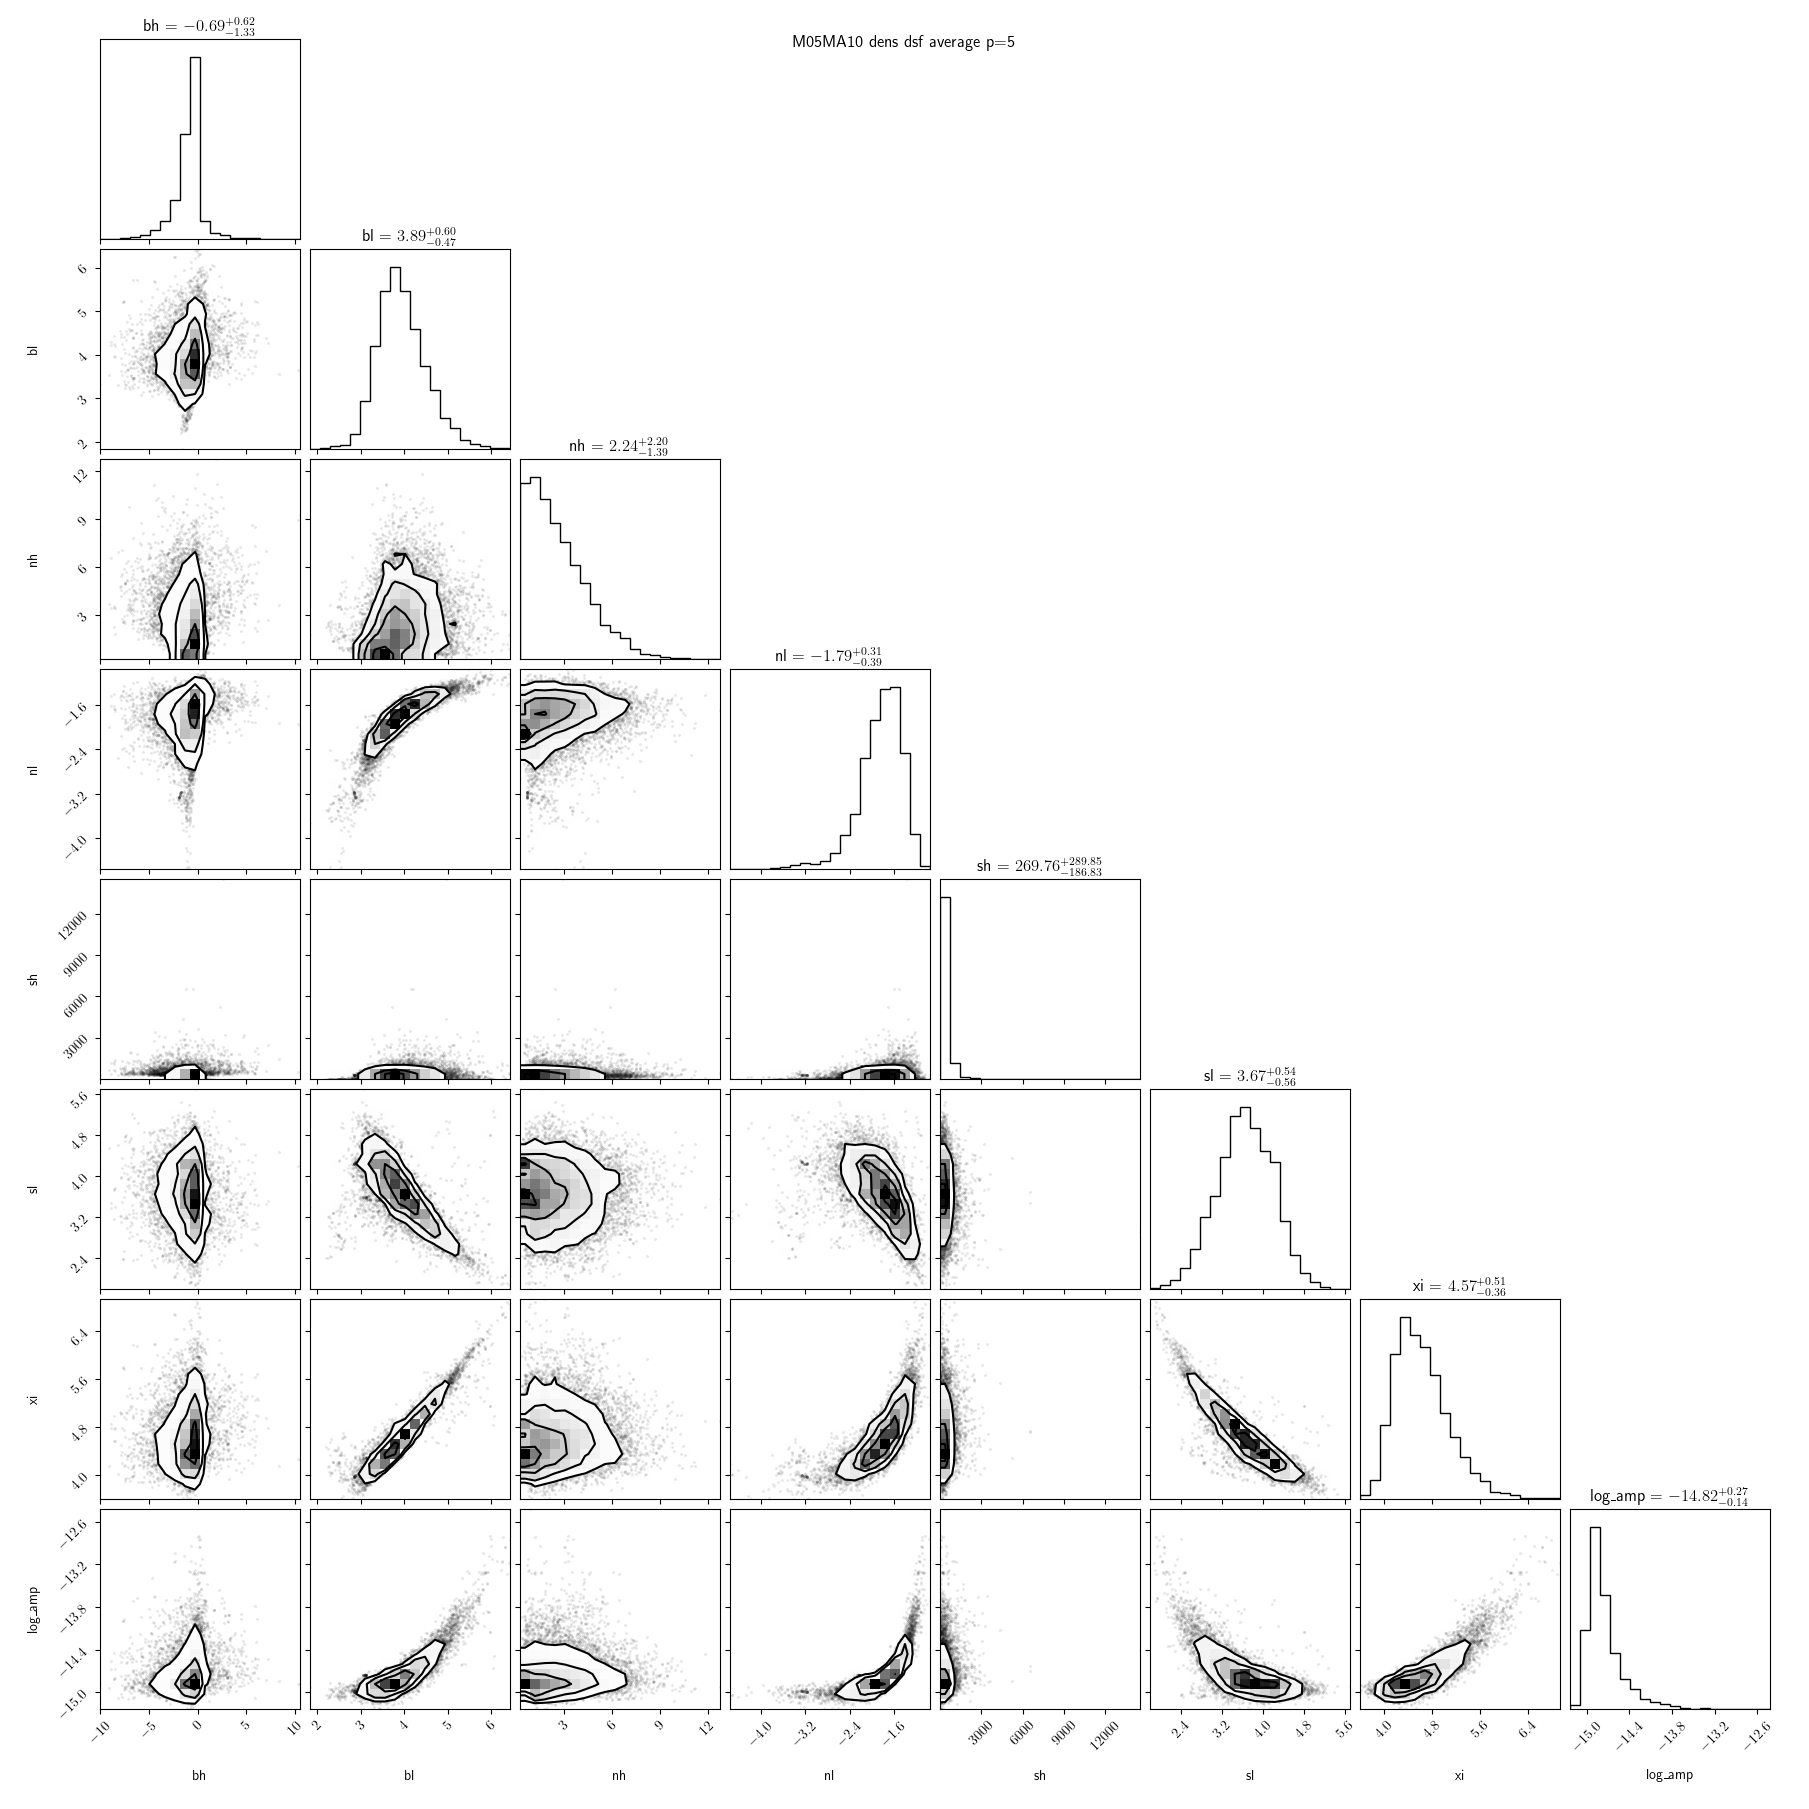 bh = −0.69+0.62−1.33
M05MA10 dens dsf average p=5
bl = 3.89+0.60−0.47
6
5
4
3
2
bl
nh = 2.24+2.20−1.39
12
9
6
3
nh
nl = −1.79+0.31−0.39
−1.6
−2.4
−3.2
−4.0
nl
sh = 269.76+289.85−186.83
12000
9000
6000
3000
sh
sl = 3.67+0.54−0.56
5.6
4.8
4.0
3.2
2.4
sl
xi = 4.57+0.51−0.36
6.4
5.6
4.8
4.0
xi
log_amp = −14.82+0.27−0.14
−12.6
−13.2
−13.8
−14.4
−15.0
log_amp
−10 −5 0 5 10 2 3 4 5 6 3 6 9 12 −4.0 −3.2 −2.4 −1.6 3000 6000 9000 12000 2.4 3.2 4.0 4.8 5.6 4.0 4.8 5.6 6.4 −15.0 −14.4 −13.8 −13.2 −12.6
bh bl nh nl sh sl xi log_amp